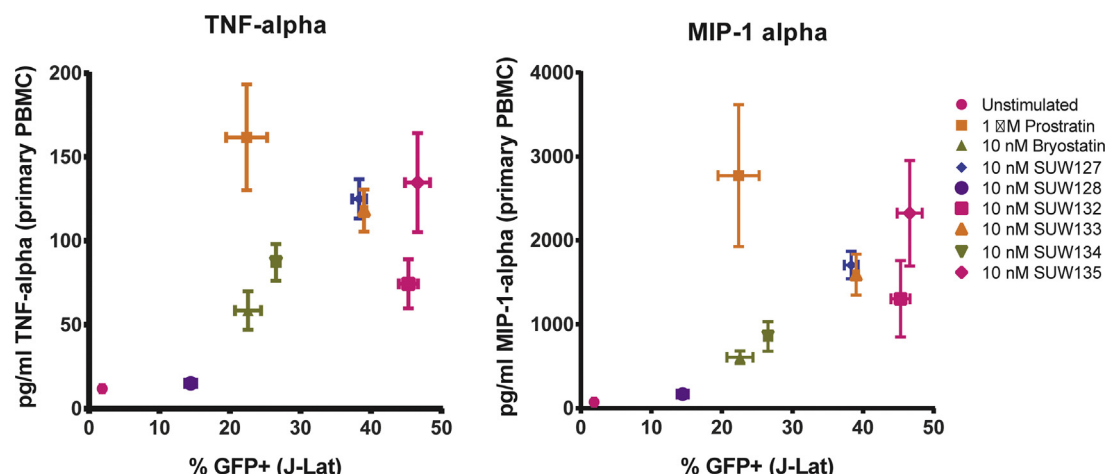 TNF-alpha
pg/ml TNF-alpha (primary PBMC)
200
150
100
50
0
0 10 20 30 40 50
% GFP+ (J-Lat)
MIP-1 alpha
pg/ml MIP-1-alpha (primary PBMC)
4000
3000
2000
1000
0
0 10 20 30 40 50
% GFP+ (J-Lat)
Unstimulated
1 □M Prostratin
10 nM Bryostatin
10 nM SUW127
10 nM SUW128
10 nM SUW132
10 nM SUW133
10 nM SUW134
10 nM SUW135